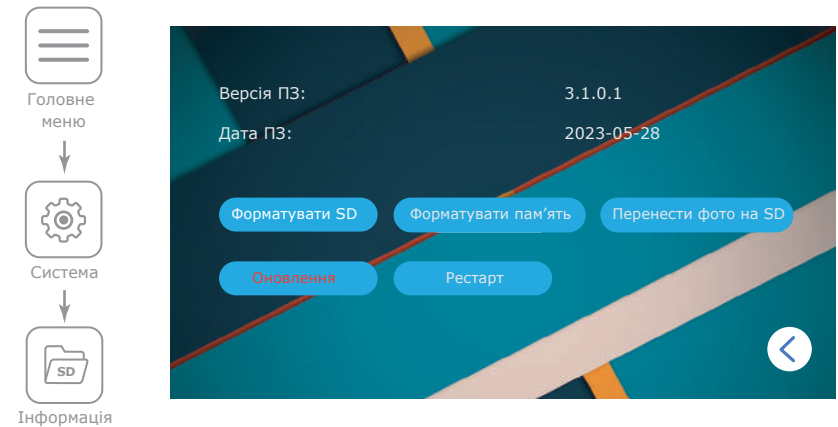 Головне
меню
Система
SD
Інформація
Версія ПЗ: 3.1.0.1
Дата ПЗ: 2023-05-28
Форматувати SD Форматувати пам’ять Перенести фото на SD
Оновлення Рестарт